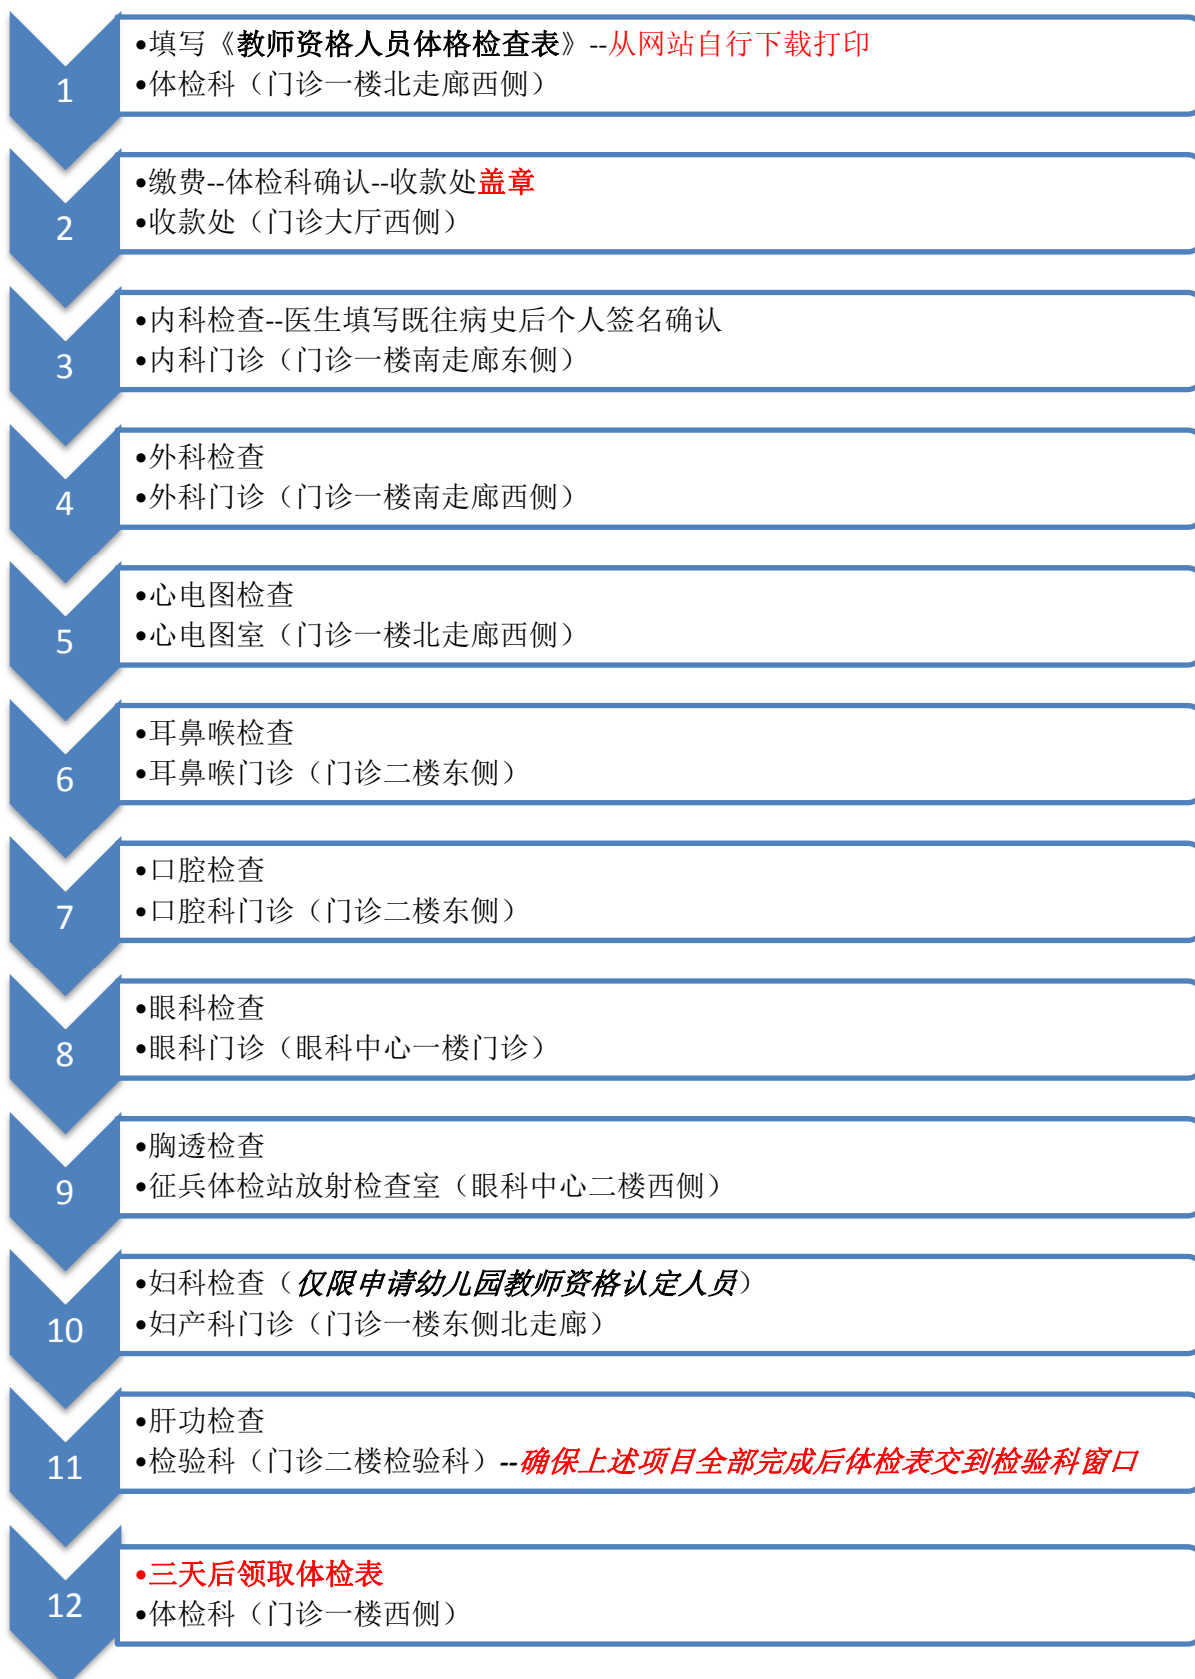 1
•填写《教师资格人员体格检查表》--从网站自行下载打印
•体检科（门诊一楼北走廊西侧）
2
•缴费--体检科确认--收款处盖章
•收款处（门诊大厅西侧）
3
•内科检查--医生填写既往病史后个人签名确认
•内科门诊（门诊一楼南走廊东侧）
4
•外科检查
•外科门诊（门诊一楼南走廊西侧）
5
•心电图检查
•心电图室（门诊一楼北走廊西侧）
6
•耳鼻喉检查
•耳鼻喉门诊（门诊二楼东侧）
7
•口腔检查
•口腔科门诊（门诊二楼东侧）
8
•眼科检查
•眼科门诊（眼科中心一楼门诊）
9
•胸透检查
•征兵体检站放射检查室（眼科中心二楼西侧）
10
•妇科检查（仅限申请幼儿园教师资格认定人员）
•妇产科门诊（门诊一楼东侧北走廊）
11
•肝功检查
•检验科（门诊二楼检验科）--确保上述项目全部完成后体检表交到检验科窗口
12
•三天后领取体检表
•体检科（门诊一楼西侧）